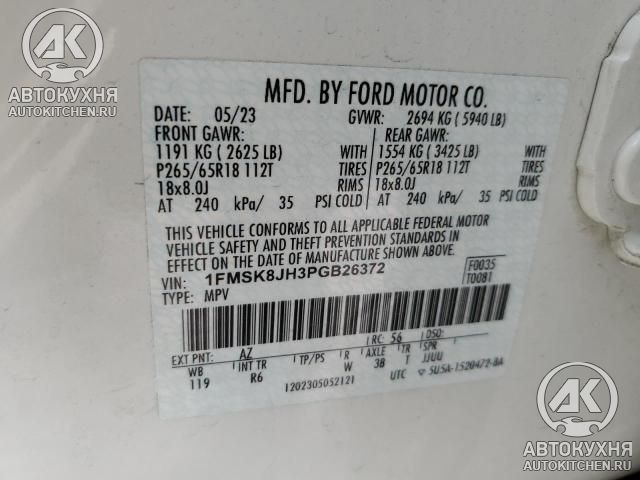 АВТОКУХНЯ
AUTOKUHNYA.RU
MFD. BY FORD MOTOR CO.
DATE: 05/23 GVWR: 2694 KG ( 5940 LB)
FRONT GAWR: REAR GAWR:
1191 KG ( 2625 LB) WITH 1554 KG ( 3425 LB) WITH
P265/65R18 112T TIRES P265/65R18 112T TIRES
18x8.0J RIMS 18x8.0J RIMS
AT 240 kPa/ 35 PSI COLD AT 240 kPa/ 35 PSI COLD
THIS VEHICLE CONFORMS TO ALL APPLICABLE FEDERAL MOTOR
VEHICLE SAFETY AND THEFT PREVENTION STANDARDS IN
EFFECT ON THE DATE OF MANUFACTURE SHOWN ABOVE.
VIN: 1FMSK8JH3PGB26372
TYPE: MPV
F0035
T0081
EXT PNT: AZ RC: 56 DSO:
WB INT TR TP/PS R AXLE TR SPR
119 R6 W 3B T JJUU
1202305052121 UTC 5U5A-1520472-BA
АВТОКУХНЯ
AVTOKUHNYA.RU